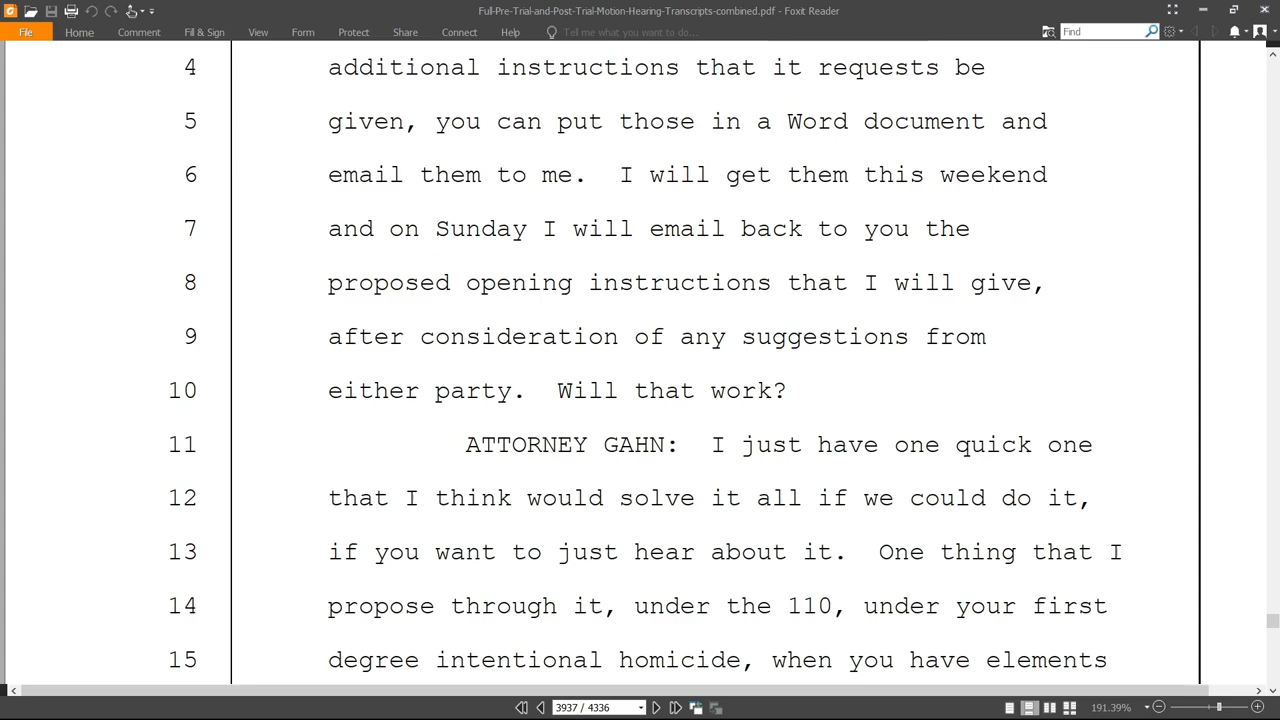 Full-Pre-Trial-and-Post-Trial-Motion-Hearing-Transcripts-combined.pdf - Foxit Reader
File Home Comment Fill & Sign View Form Protect Share Connect Help Tell me what you want to do... Find
4 additional instructions that it requests be
5 given, you can put those in a Word document and
6 email them to me. I will get them this weekend
7 and on Sunday I will email back to you the
8 proposed opening instructions that I will give,
9 after consideration of any suggestions from
10 either party. Will that work?
11 ATTORNEY GAHN: I just have one quick one
12 that I think would solve it all if we could do it,
13 if you want to just hear about it. One thing that I
14 propose through it, under the 110, under your first
15 degree intentional homicide, when you have elements
3937 / 4336 191.39%